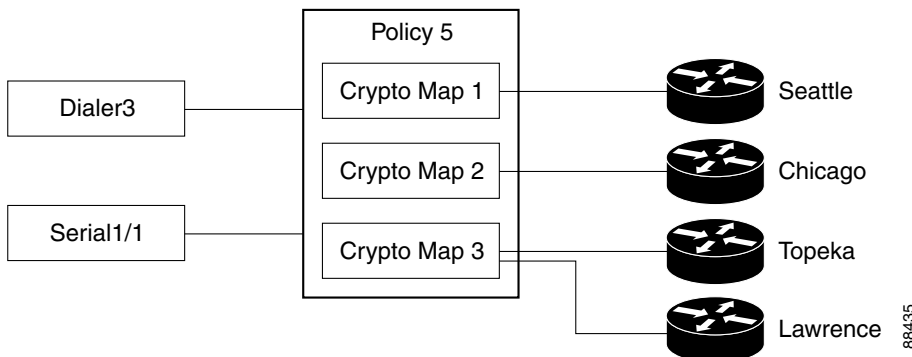 Policy 5
Dialer3
Serial1/1
Crypto Map 1
Crypto Map 2
Crypto Map 3
Seattle
Chicago
Topeka
Lawrence
88435